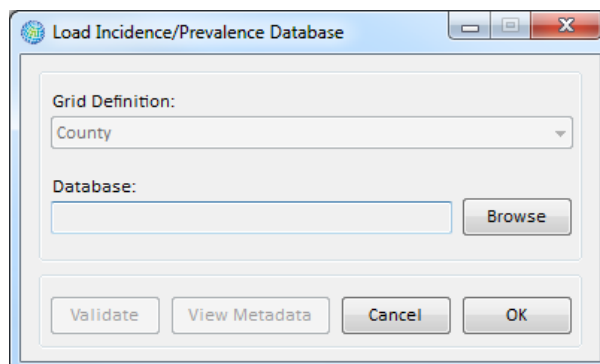 Load Incidence/Prevalence Database
Grid Definition:
County
Database:
Browse
Validate View Metadata Cancel OK